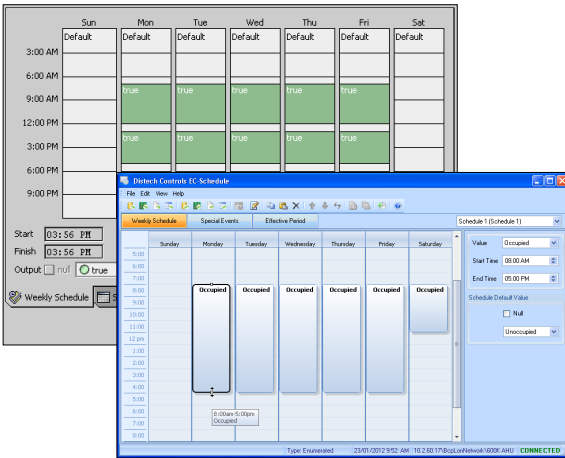 Sun Mon Tue Wed Thu Fri Sat
Default Default Default Default Default Default Default
3:00 AM
6:00 AM
9:00 AM
true true true true true
12:00 PM
3:00 PM
true true true true true
6:00 PM
9:00 PM
Start 03:56 PM
Finish 03:56 PM
Output null true
Weekly Schedule S
Distech Controls EC-Schedule
File Edit View Help
Weekly Schedule Special Events Effective Period Schedule 1 (Schedule 1)
Sunday Monday Tuesday Wednesday Thursday Friday Saturday
5:00
6:00
7:00
8:00
9:00
10:00
11:00
12 pm
1:00
2:00
3:00
4:00
5:00
6:00
7:00
8:00
Occupied Occupied Occupied Occupied Occupied Occupied
8:00am-5:00pm
Occupied
Value Occupied
Start Time 08:00 AM
End Time 05:00 PM
Schedule Default Value
Null
Unoccupied
Type: Enumerated 23/01/2012 9:52 AM 10.2.60.17\BcpLonNetwork\600K AHU CONNECTED